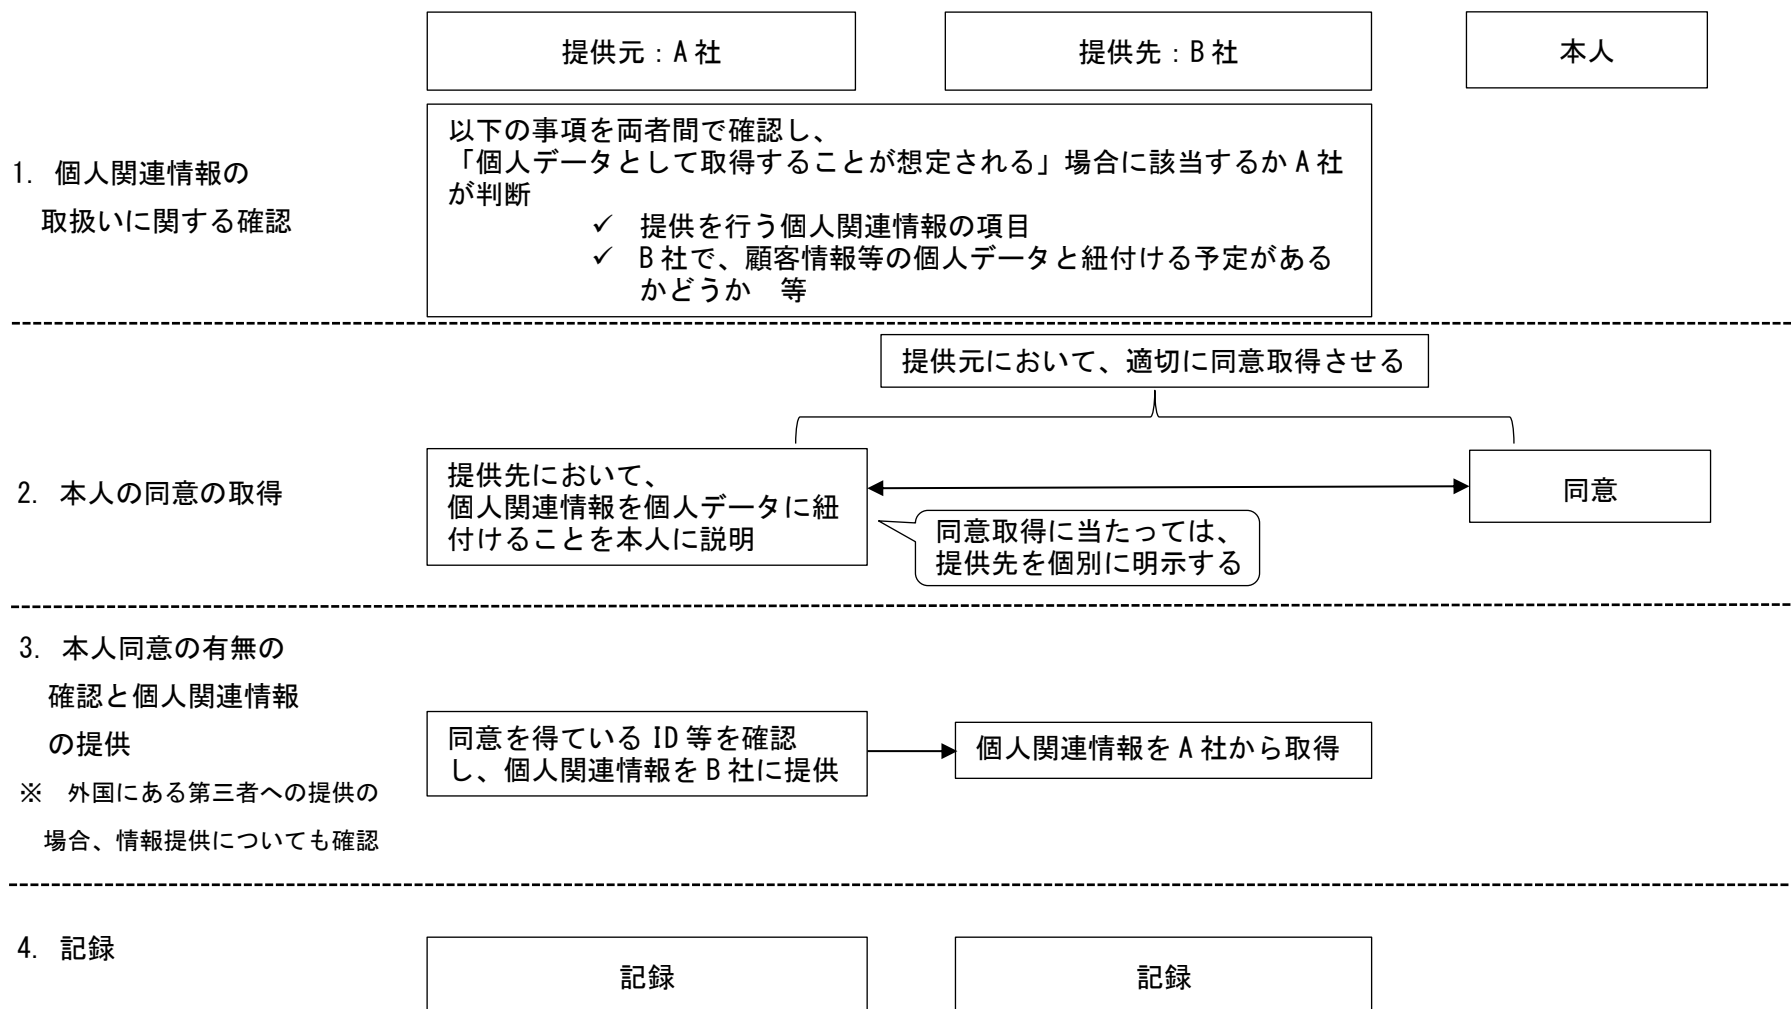 提供元：A社
提供先：B社
本人
1. 個人関連情報の
取扱いに関する確認
以下の事項を両者間で確認し、
「個人データとして取得することが想定される」場合に該当するかA社
が判断
✓ 提供を行う個人関連情報の項目
✓ B社で、顧客情報等の個人データと紐付ける予定がある
かどうか　等
提供元において、適切に同意取得させる
2. 本人の同意の取得
提供先において、
個人関連情報を個人データに紐
付けることを本人に説明
同意
同意取得に当たっては、
提供先を個別に明示する
3. 本人同意の有無の
確認と個人関連情報
の提供
※　外国にある第三者への提供の
場合、情報提供についても確認
同意を得ているID等を確認
し、個人関連情報をB社に提供
個人関連情報をA社から取得
4. 記録
記録
記録